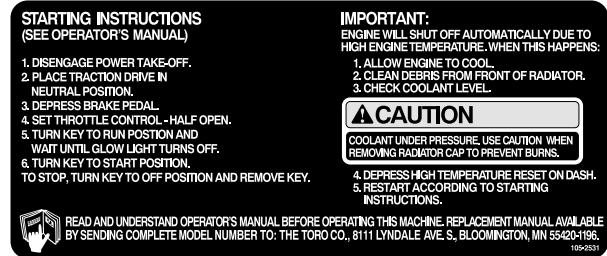 STARTING INSTRUCTIONS
(SEE OPERATOR'S MANUAL)
1. DISENGAGE POWER TAKE-OFF.
2. PLACE TRACTION DRIVE IN
NEUTRAL POSITION.
3. DEPRESS BRAKE PEDAL.
4. SET THROTTLE CONTROL - HALF OPEN.
5. TURN KEY TO RUN POSTION AND
WAIT UNTIL GLOW LIGHT TURNS OFF.
6. TURN KEY TO START POSITION.
TO STOP, TURN KEY TO OFF POSITION AND REMOVE KEY.
IMPORTANT:
ENGINE WILL SHUT OFF AUTOMATICALLY DUE TO
HIGH ENGINE TEMPERATURE. WHEN THIS HAPPENS:
1. ALLOW ENGINE TO COOL.
2. CLEAN DEBRIS FROM FRONT OF RADIATOR.
3. CHECK COOLANT LEVEL.
CAUTION
COOLANT UNDER PRESSURE. USE CAUTION WHEN
REMOVING RADIATOR CAP TO PREVENT BURNS.
4. DEPRESS HIGH TEMPERATURE RESET ON DASH.
5. RESTART ACCORDING TO STARTING
INSTRUCTIONS.
READ AND UNDERSTAND OPERATOR'S MANUAL BEFORE OPERATING THIS MACHINE. REPLACEMENT MANUAL AVAILABLE
BY SENDING COMPLETE MODEL NUMBER TO: THE TORO CO., 8111 LYNDALE AVE. S., BLOOMINGTON, MN 55420-1196.
105-2531